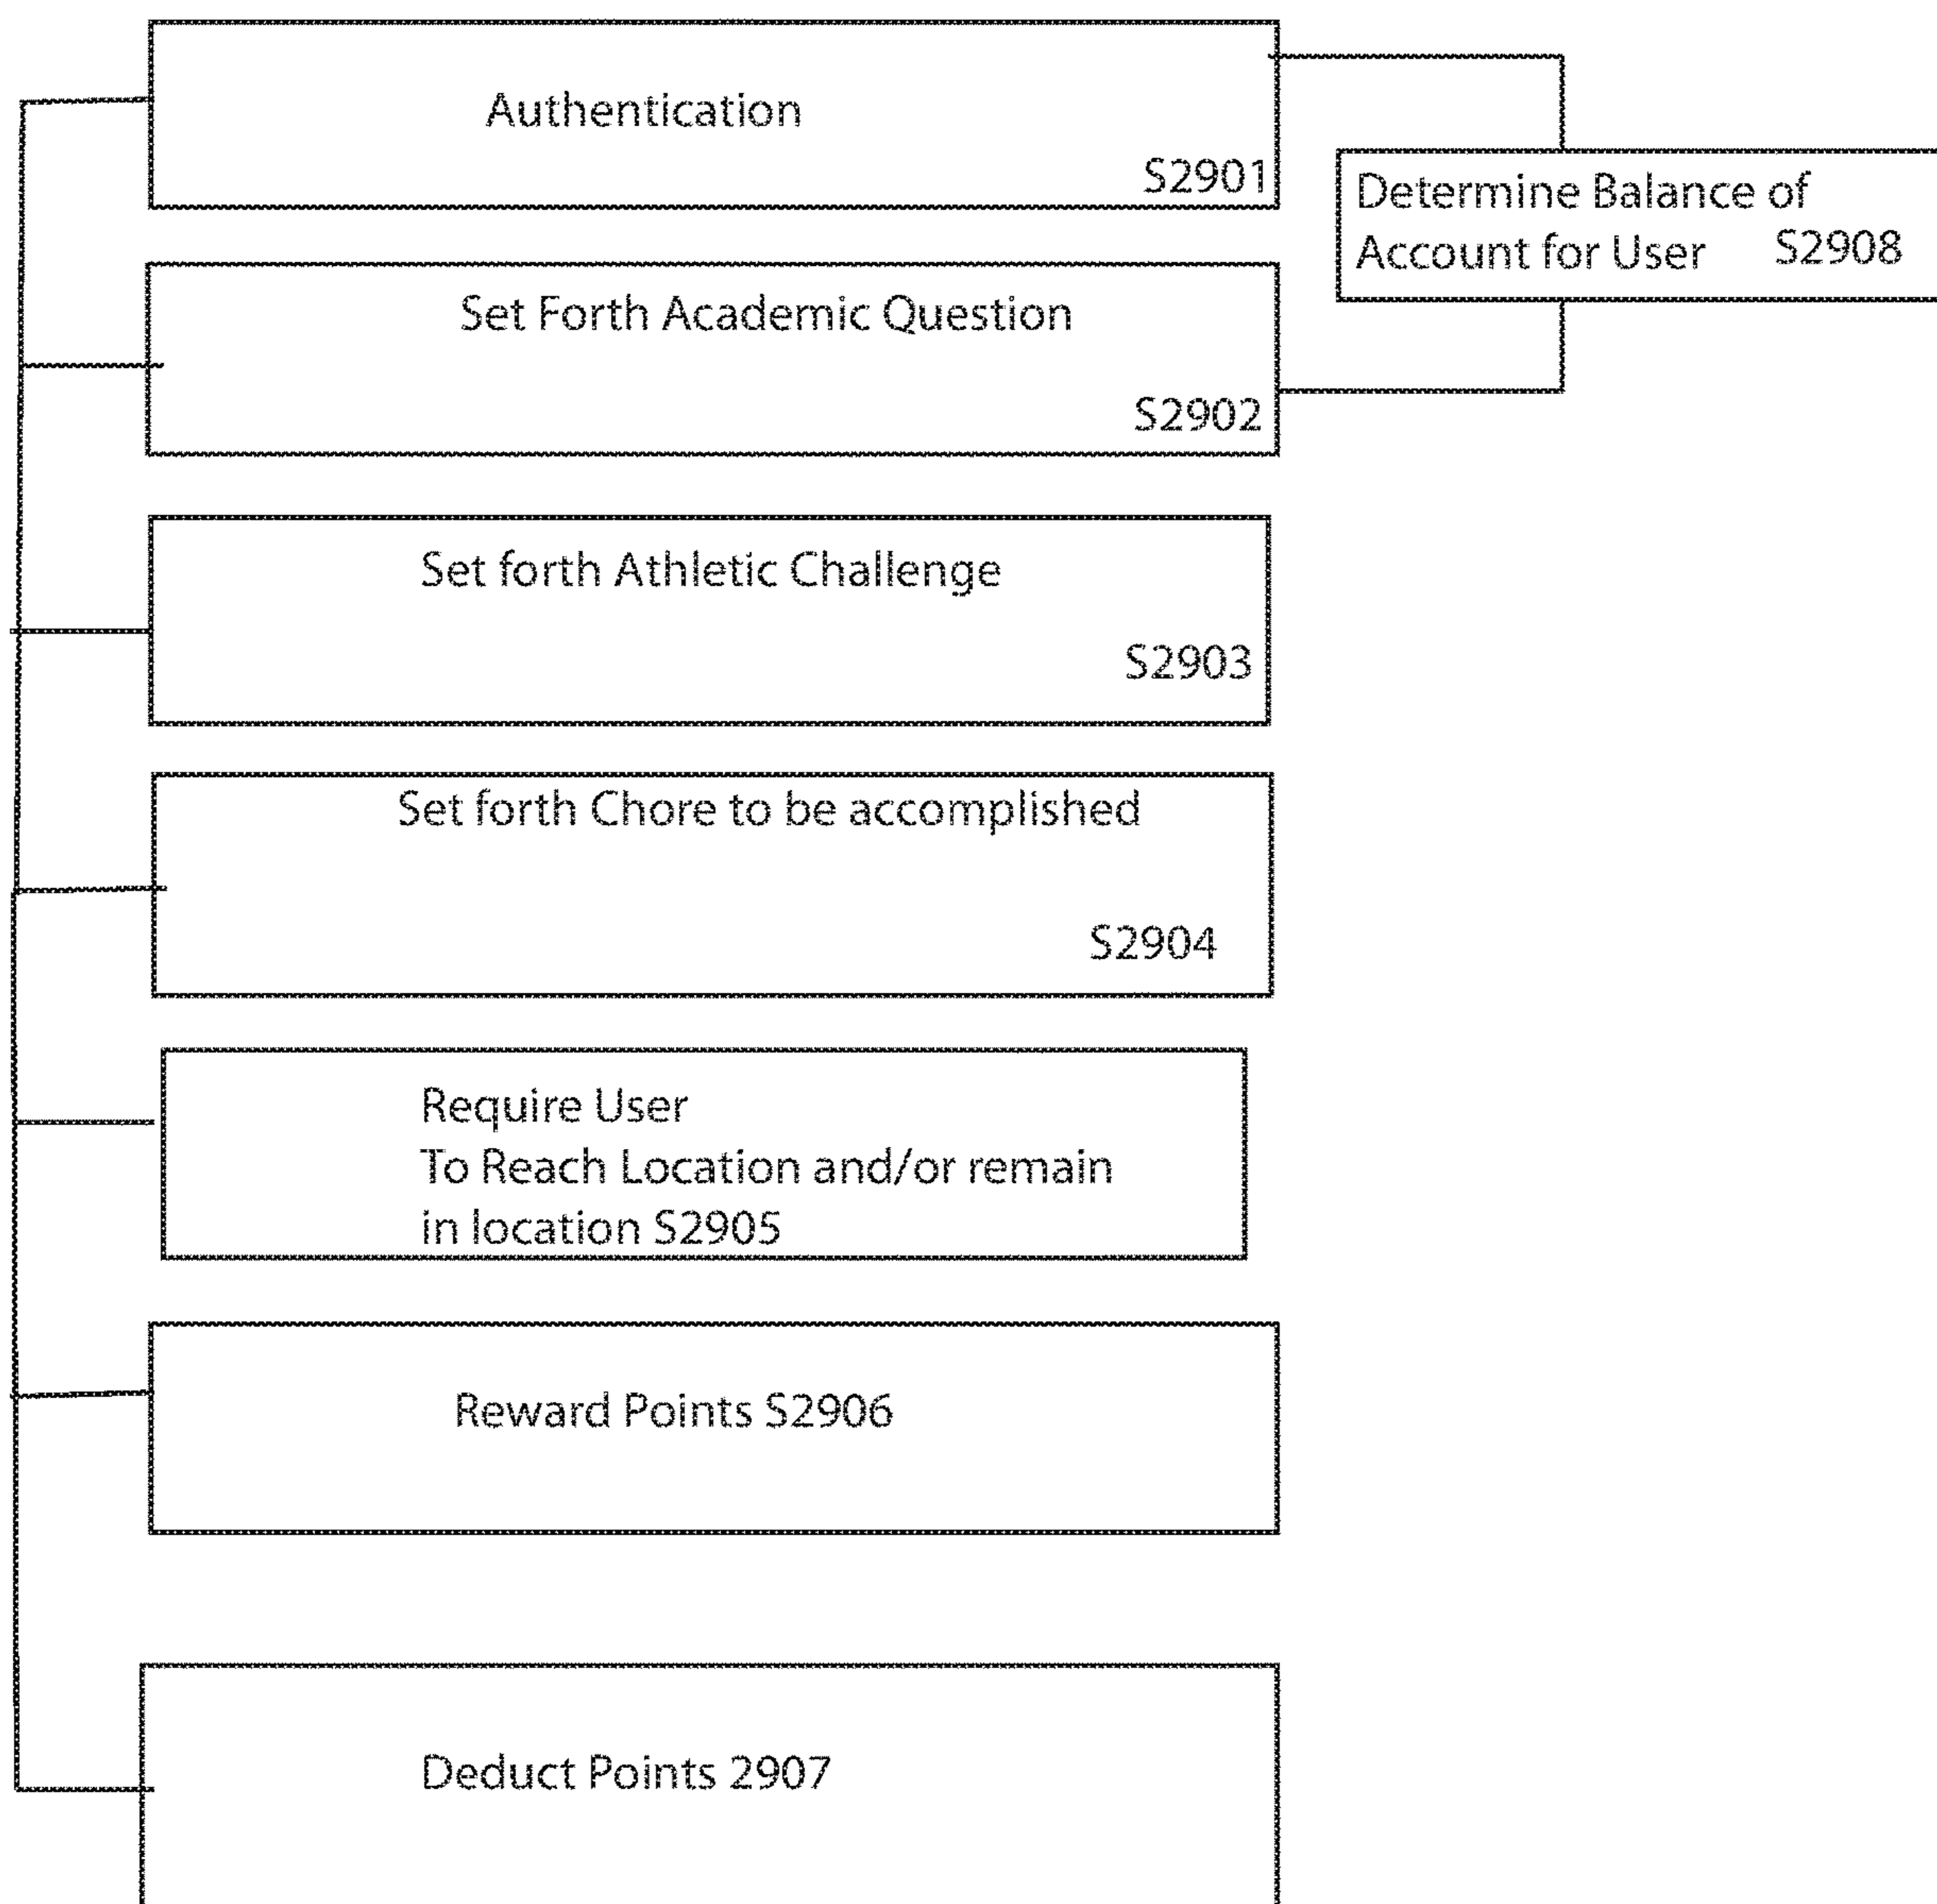 Authentication
S2901
Determine Balance of
Account for User S2908
Set Forth Academic Question
S2902
Set forth Athletic Challenge
S2903
Set forth Chore to be accomplished
S2904
Require User
To Reach Location and/or remain
in location S2905
Reward Points S2906
Deduct Points 2907